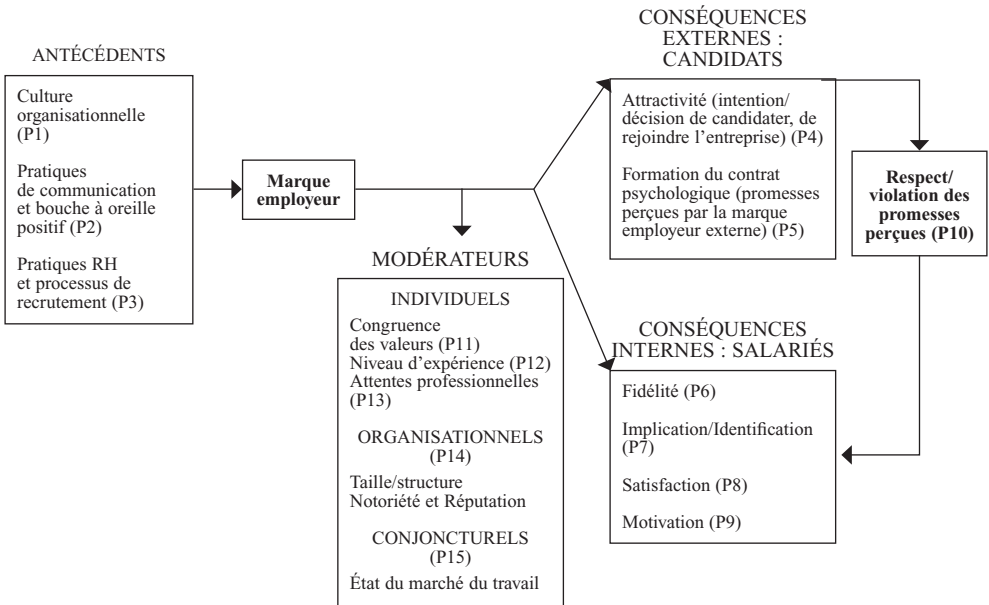 ANTÉCÉDENTS
Culture
organisationnelle
(P1)
Pratiques
de communication
et bouche à oreille
positif (P2)
Pratiques RH
et processus de
recrutement (P3)
Marque
employeur
MODÉRATEURS
INDIVIDUELS
Congruence
des valeurs (P11)
Niveau d’expérience (P12)
Attentes professionnelles
(P13)
ORGANISATIONNELS
(P14)
Taille/structure
Notoriété et Réputation
CONJONCTURELS
(P15)
État du marché du travail
CONSÉQUENCES
EXTERNES :
CANDIDATS
Attractivité (intention/
décision de candidater, de
rejoindre l’entreprise) (P4)
Formation du contrat
psychologique (promesses
perçues par la marque
employeur externe) (P5)
Respect/
violation des
promesses
perçues (P10)
CONSÉQUENCES
INTERNES : SALARIÉS
Fidélité (P6)
Implication/Identification
(P7)
Satisfaction (P8)
Motivation (P9)